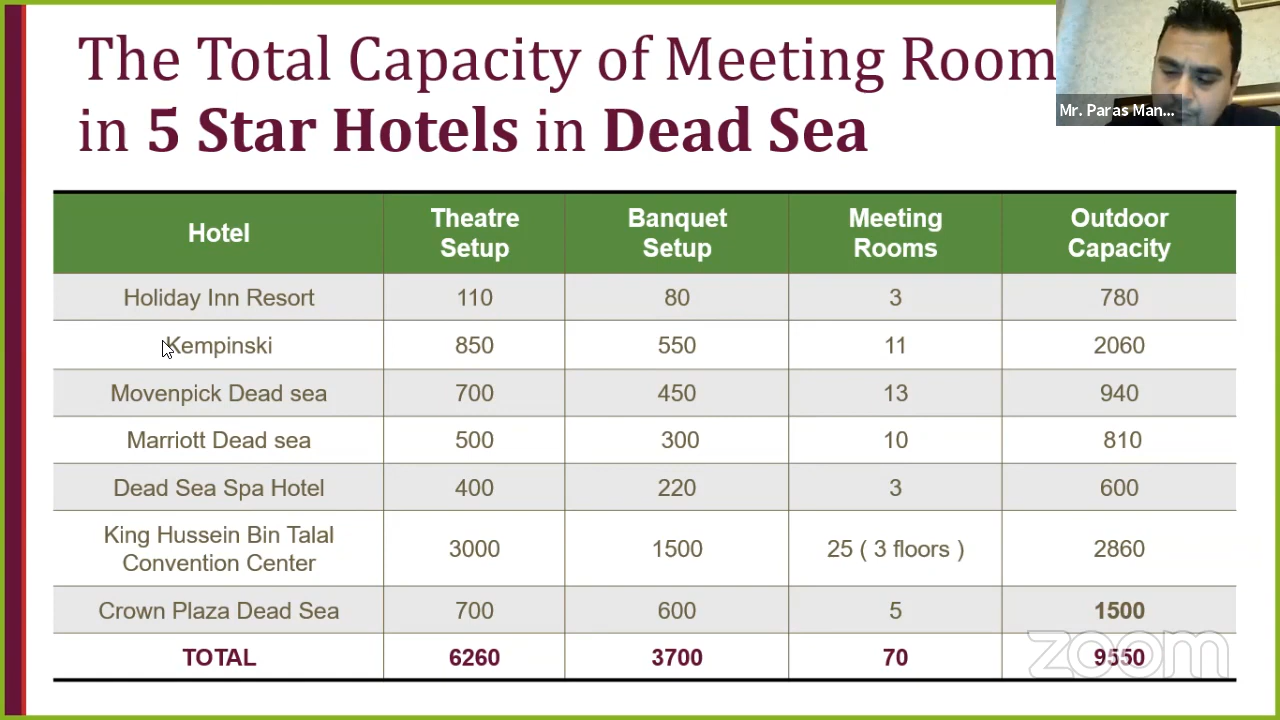 The Total Capacity of Meeting Room
in 5 Star Hotels in Dead Sea
Mr. Paras Man...
Hotel
Theatre
Setup
Banquet
Setup
Meeting
Rooms
Outdoor
Capacity
Holiday Inn Resort 110 80 3 780
Kempinski 850 550 11 2060
Movenpick Dead sea 700 450 13 940
Marriott Dead sea 500 300 10 810
Dead Sea Spa Hotel 400 220 3 600
King Hussein Bin Talal
Convention Center
3000 1500 25 ( 3 floors ) 2860
Crown Plaza Dead Sea 700 600 5 1500
TOTAL 6260 3700 70 9550
zoom